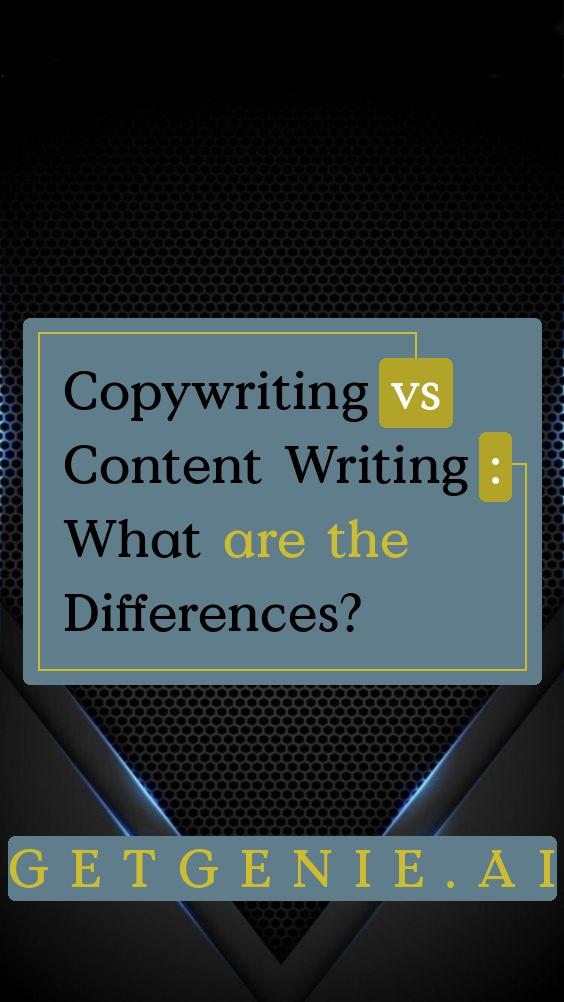 Copywriting vs
Content Writing :
What are the
Differences?
GETGENIE.AI